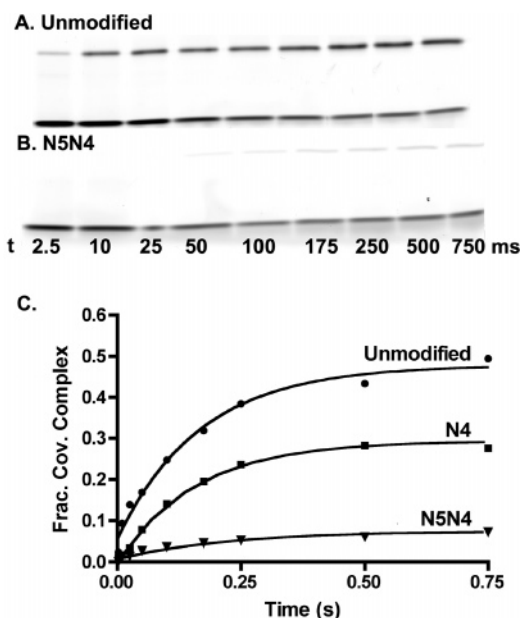 A. Unmodified
B. N5N4
t 2.5 10 25 50 100 175 250 500 750 ms
C.
0.6
0.5
0.4
0.3
0.2
0.1
0.0
Frac. Cov. Complex
Unmodified
N4
N5N4
0.00 0.25 0.50 0.75
Time (s)